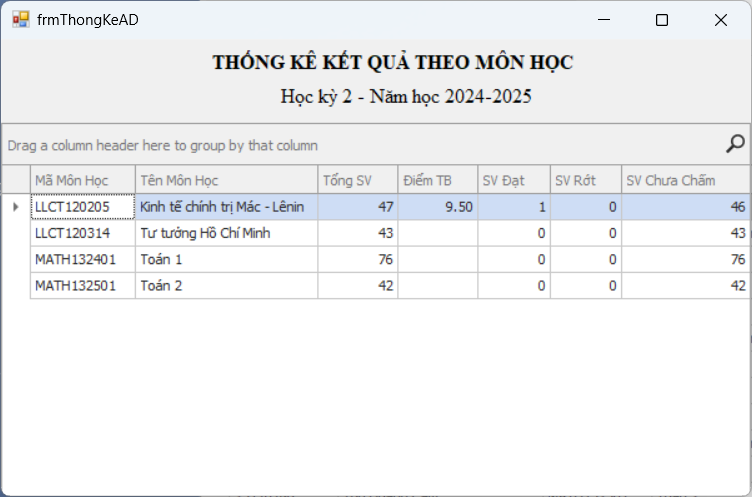 frmThongKeAD
THỐNG KÊ KẾT QUẢ THEO MÔN HỌC
Học kỳ 2 - Năm học 2024-2025
Drag a column header here to group by that column
Mã Môn Học Tên Môn Học Tổng SV Điểm TB SV Đạt SV Rớt SV Chưa Chấm
LLCT120205 Kinh tế chính trị Mác - Lênin 47 9.50 1 0 46
LLCT120314 Tư tưởng Hồ Chí Minh 43 0 0 43
MATH132401 Toán 1 76 0 0 76
MATH132501 Toán 2 42 0 0 42